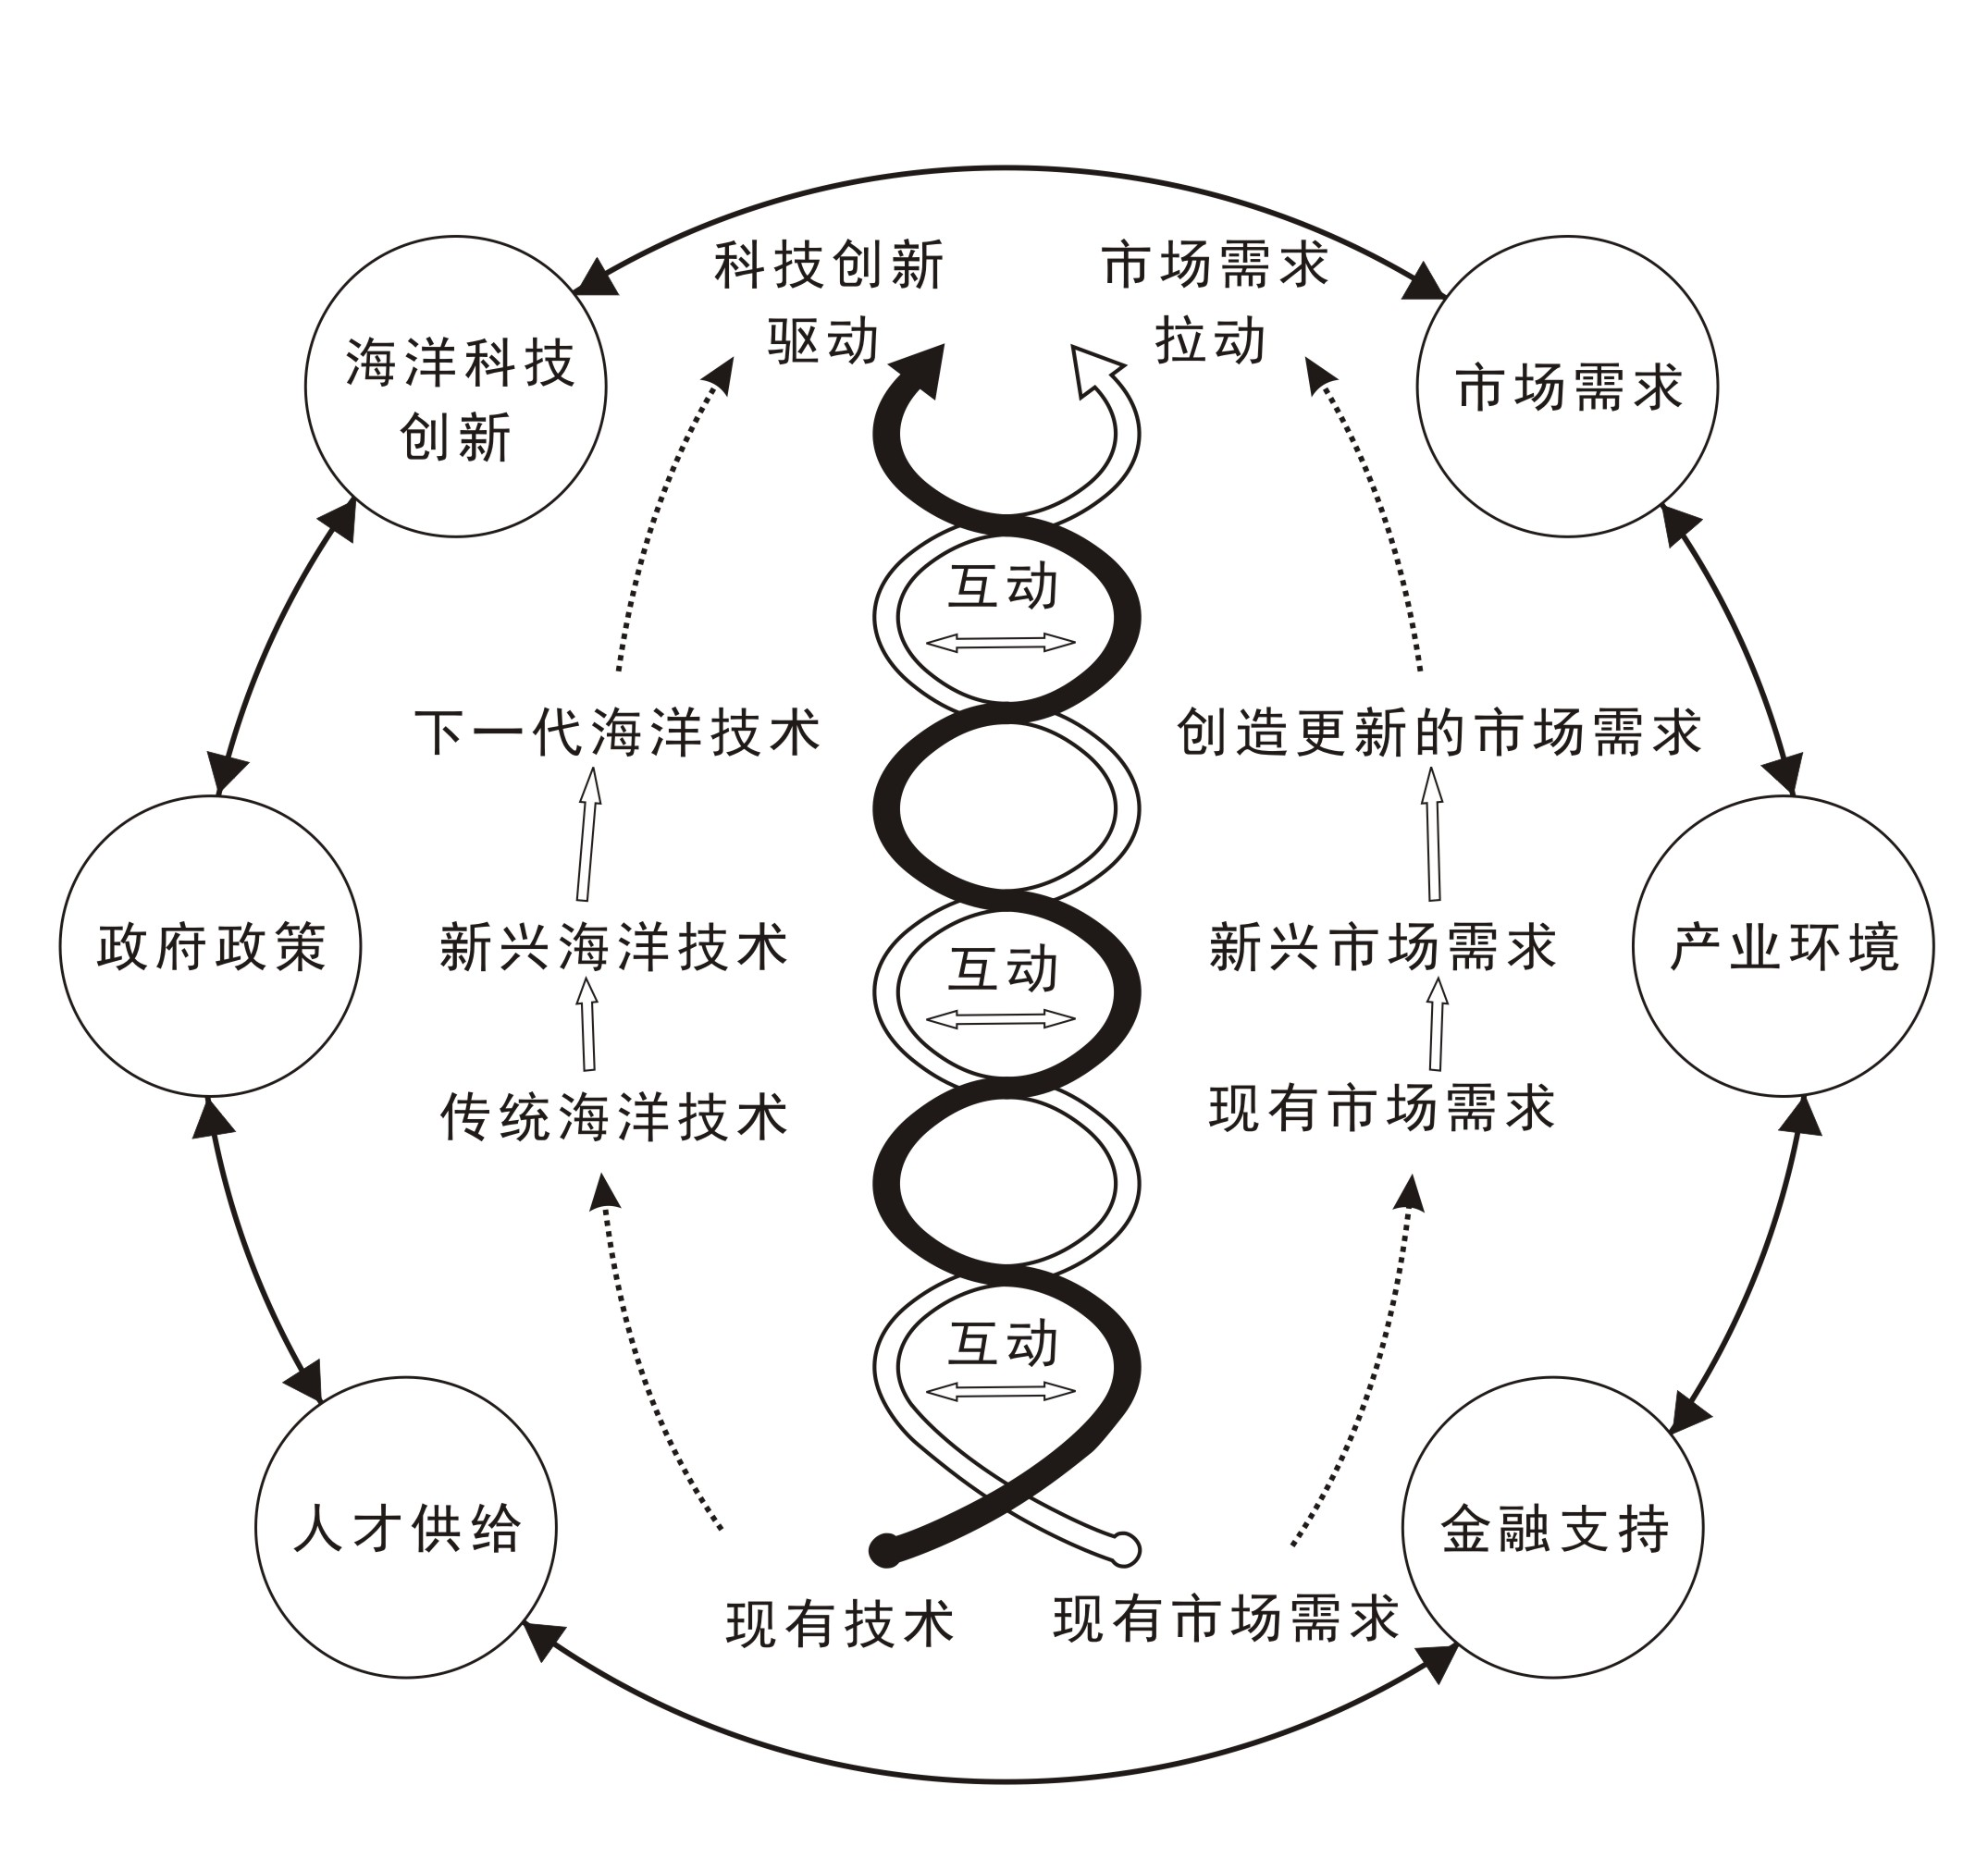 科技创新
驱动
市场需求
拉动
海洋科技
创新
市场需求
互动
下一代海洋技术
创造更新的市场需求
政府政策
新兴海洋技术
互动
新兴市场需求
产业环境
传统海洋技术
现有市场需求
互动
人才供给
金融支持
现有技术
现有市场需求